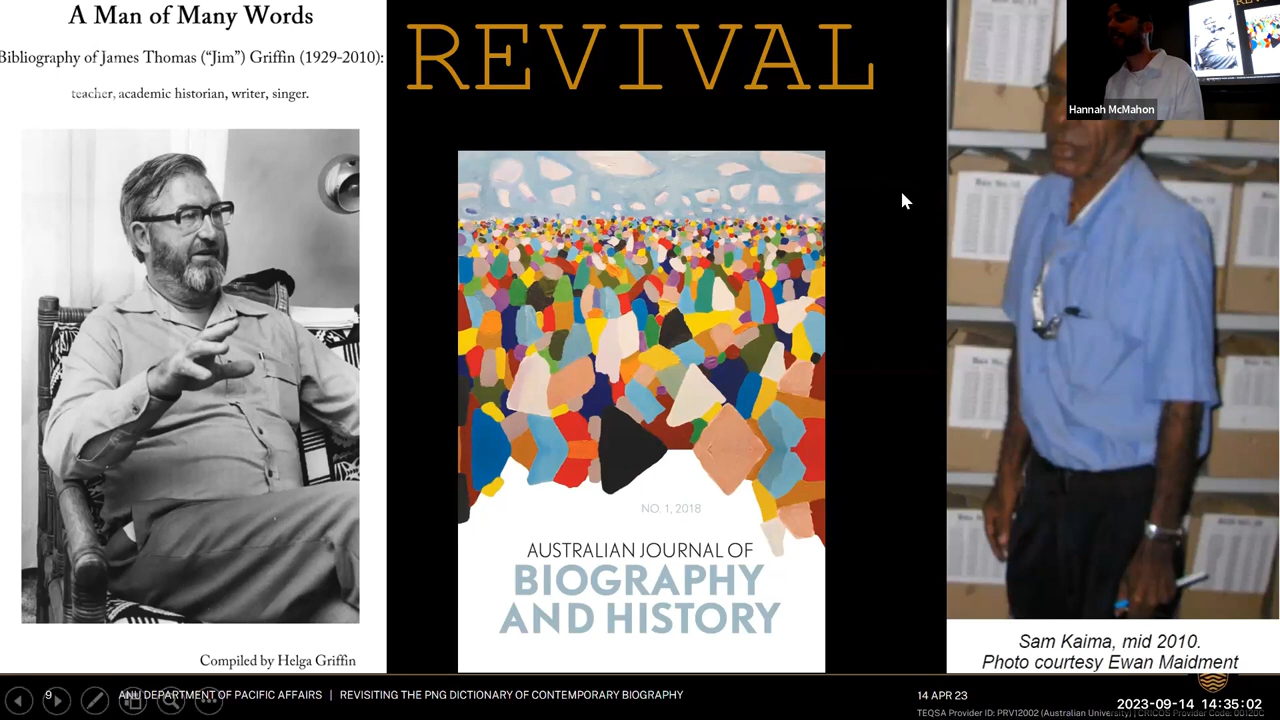 A Man of Many Words
Bibliography of James Thomas (“Jim”) Griffin (1929-2010):
teacher, academic historian, writer, singer.
Compiled by Helga Griffin
REVIVAL
NO. 1, 2018
AUSTRALIAN JOURNAL OF
BIOGRAPHY
AND HISTORY
Hannah McMahon
Sam Kaima, mid 2010.
Photo courtesy Ewan Maidment
9
ANU DEPARTMENT OF PACIFIC AFFAIRS | REVISITING THE PNG DICTIONARY OF CONTEMPORARY BIOGRAPHY
14 APR 23
TEQSA Provider ID: PRV12002 (Australian University) | CRICOS Provider Code:
2023-09-14 14:35:02